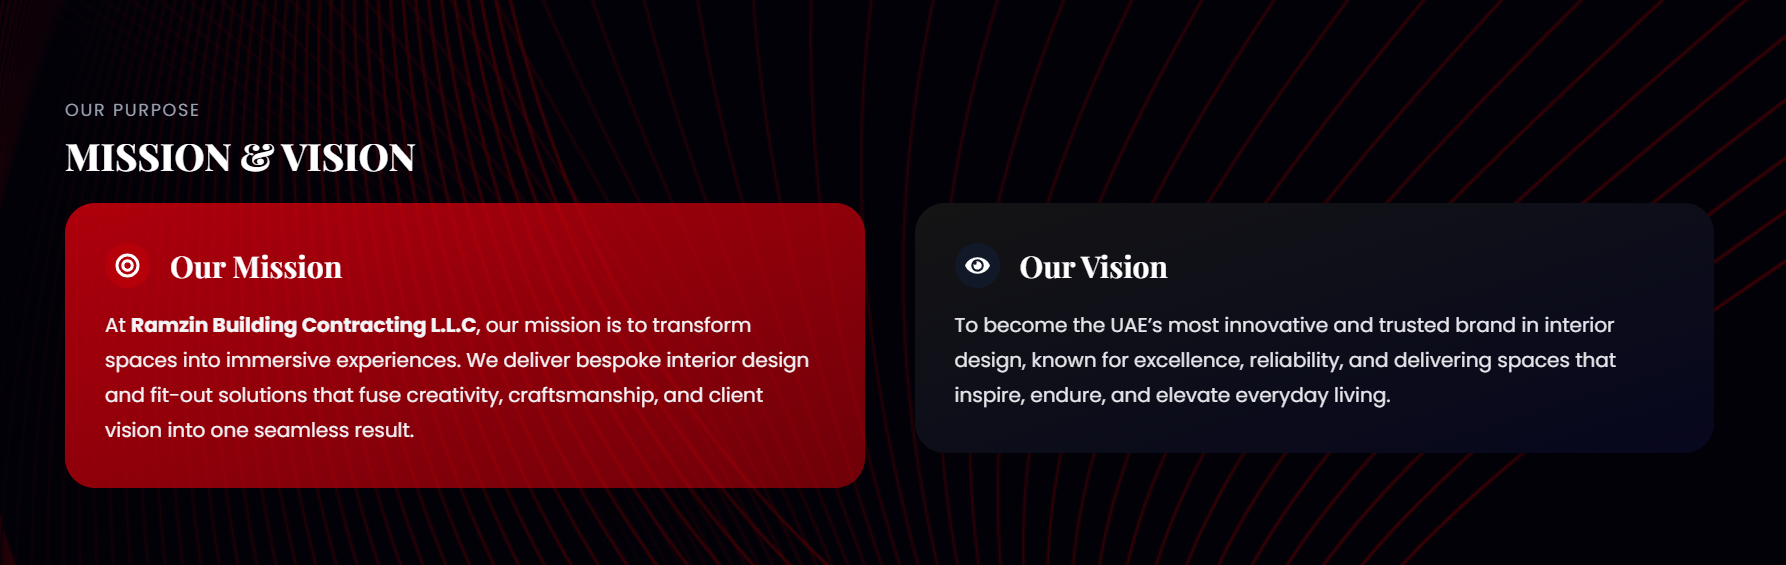 OUR PURPOSE
MISSION & VISION
Our Mission
At Ramzin Building Contracting L.L.C, our mission is to transform
spaces into immersive experiences. We deliver bespoke interior design
and fit-out solutions that fuse creativity, craftsmanship, and client
vision into one seamless result.
Our Vision
To become the UAE’s most innovative and trusted brand in interior
design, known for excellence, reliability, and delivering spaces that
inspire, endure, and elevate everyday living.